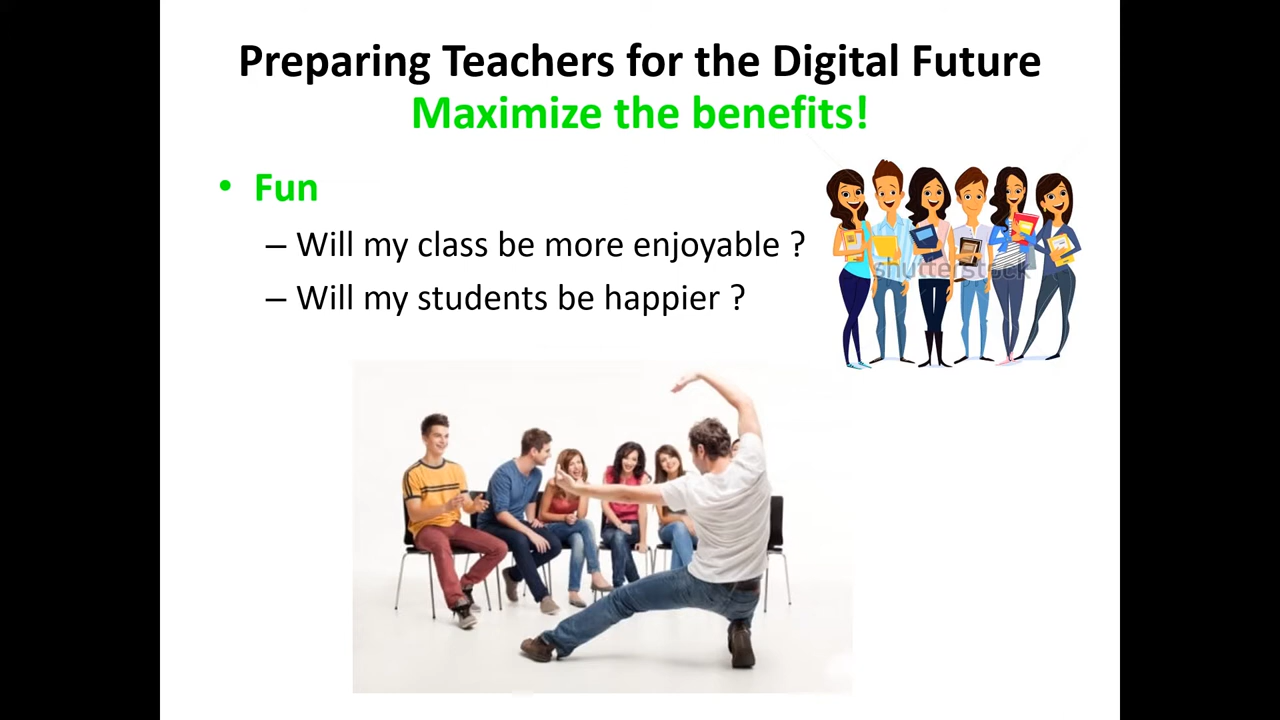 Preparing Teachers for the Digital Future
Maximize the benefits!
• Fun
– Will my class be more enjoyable ?
– Will my students be happier ?
shutterstock